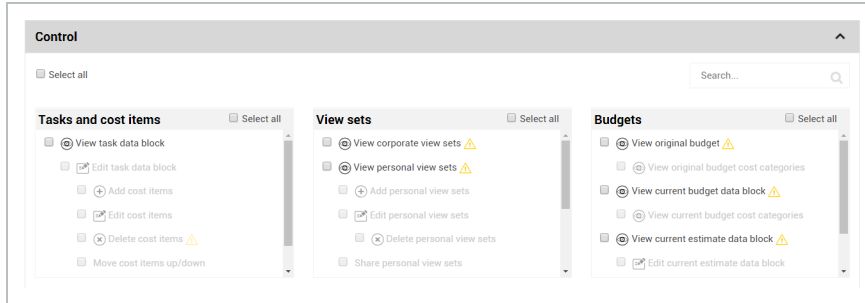 Control
Select all
Search...
Tasks and cost items
Select all
View task data block
Edit task data block
Add cost items
Edit cost items
Delete cost items
Move cost items up/down
View sets
Select all
View corporate view sets
View personal view sets
Add personal view sets
Edit personal view sets
Delete personal view sets
Share personal view sets
Budgets
Select all
View original budget
View original budget cost categories
View current budget data block
View current budget cost categories
View current estimate data block
Edit current estimate data block